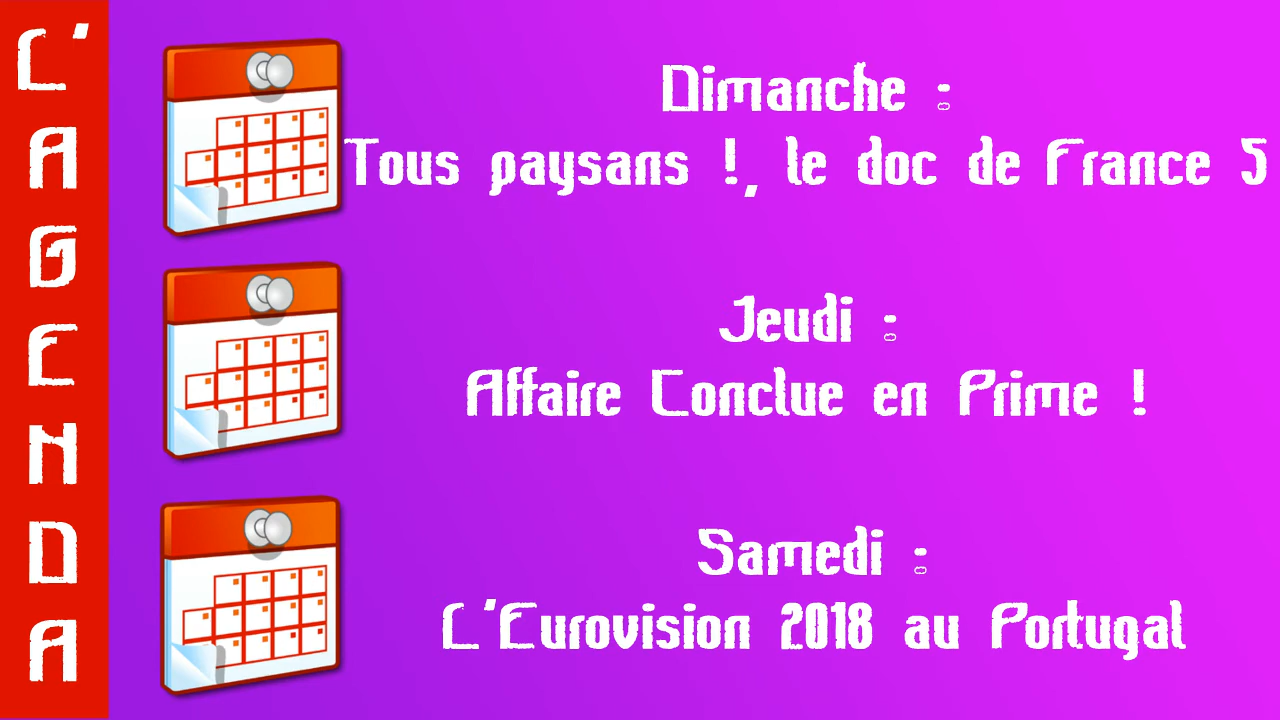 L'AGENDA
Dimanche :
Tous paysans !, le doc de France 5
Jeudi :
Affaire Conclue en Prime !
Samedi :
L'Eurovision 2018 au Portugal